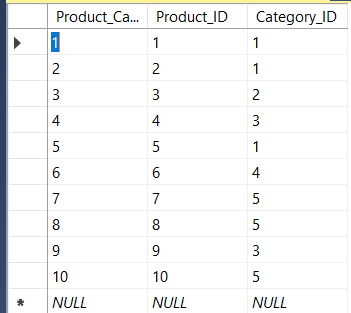 Product_Ca... Product_ID Category_ID
1 1 1
2 2 1
3 3 2
4 4 3
5 5 1
6 6 4
7 7 5
8 8 5
9 9 3
10 10 5
* NULL NULL NULL